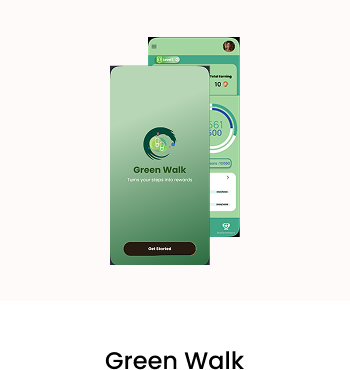 Level 1
Total Earning
10
Green Walk
Turns your steps into rewards
Get Started
Green Walk